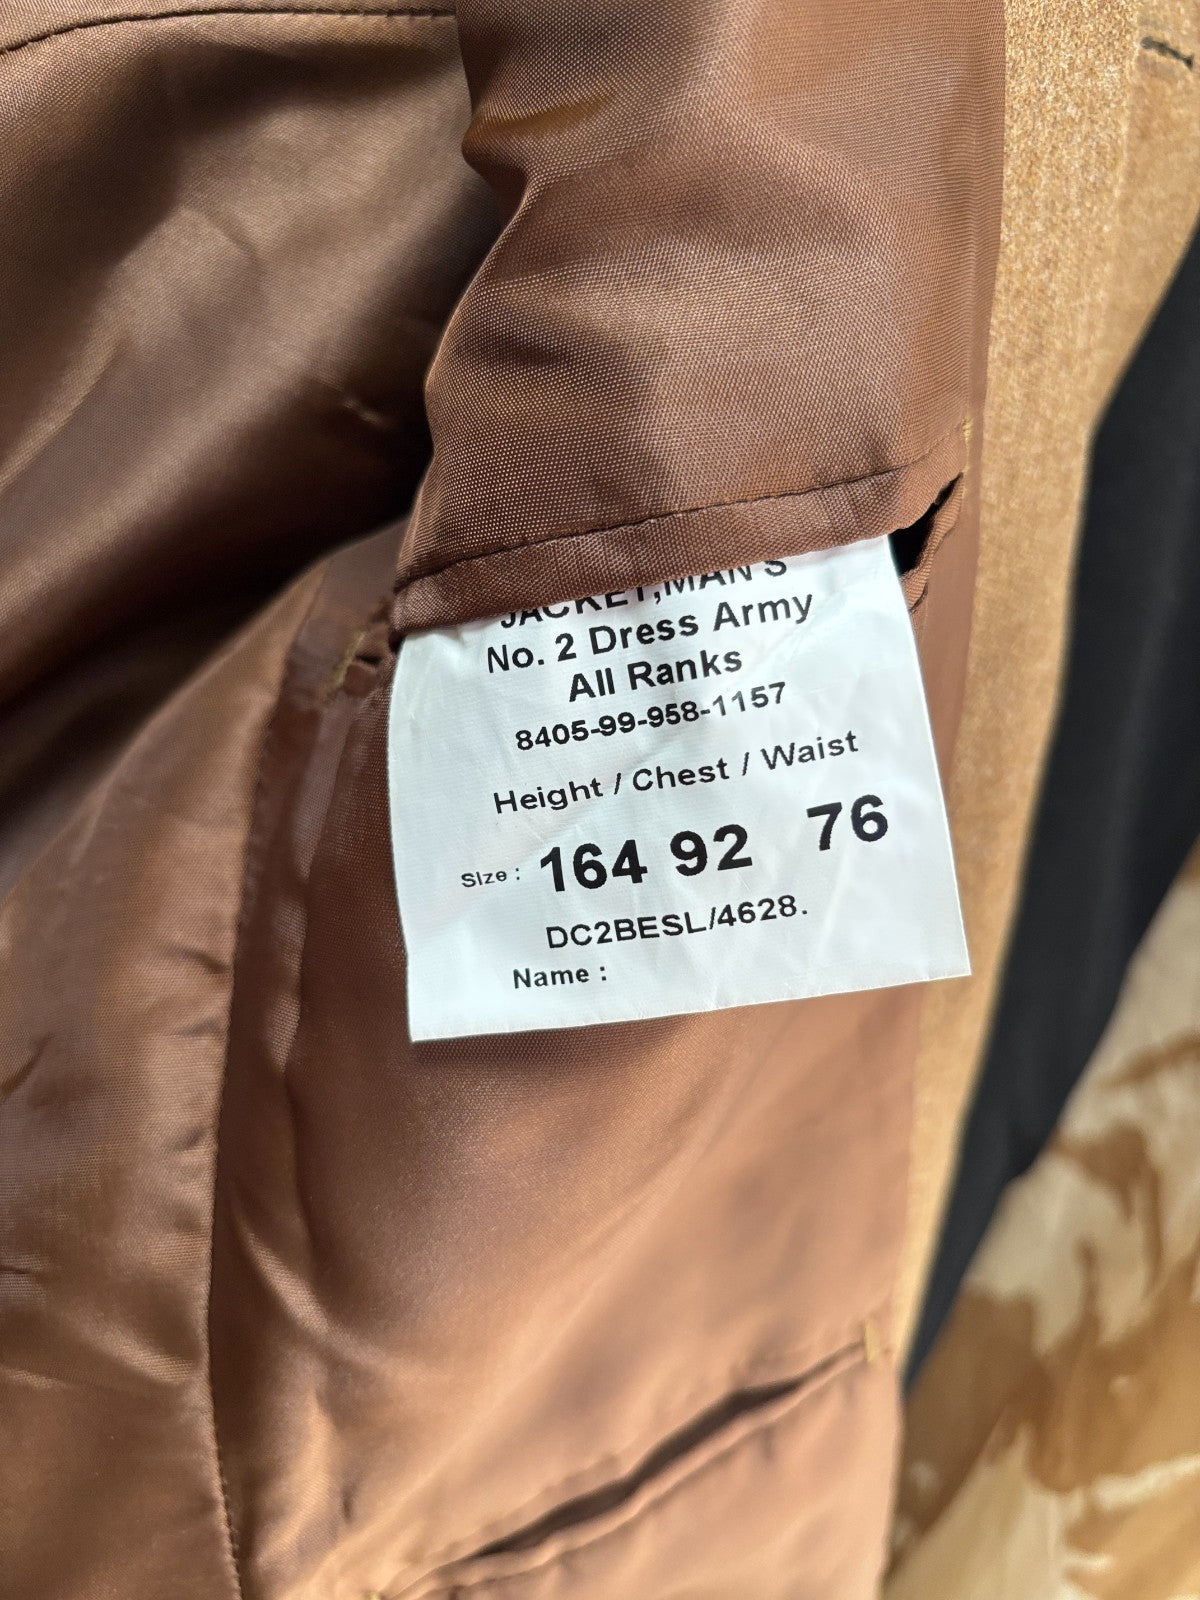 JACKET,MAN'S
No. 2 Dress Army
All Ranks
8405-99-958-1157
Height / Chest / Waist
Size : 164 92 76
DC2BESL/4628.
Name :